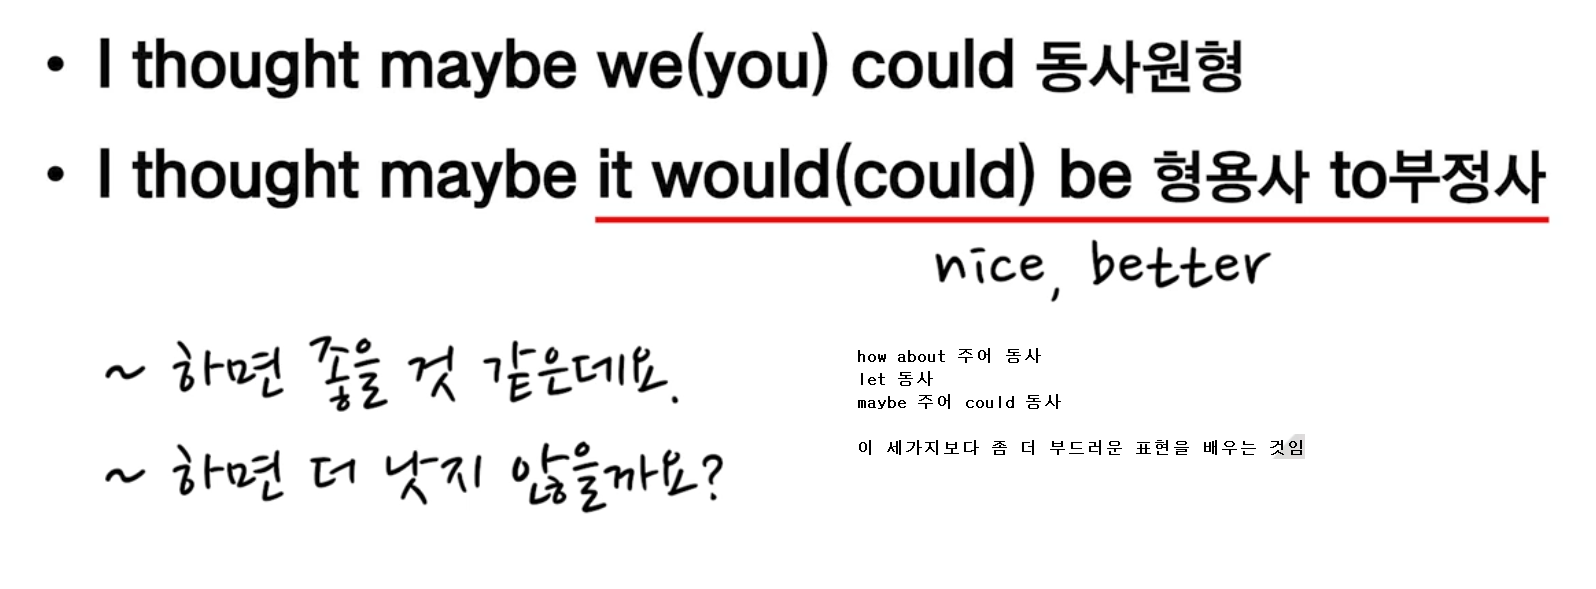 • I thought maybe we(you) could 동사원형
• I thought maybe it would(could) be 형용사 to부정사
nice, better
~ 하면 좋을 것 같은데요.
~ 하면 더 낫지 않을까요?
how about 주어 동사
let 동사
maybe 주어 could 동사
이 세가지보다 좀 더 부드러운 표현을 배우는 것임